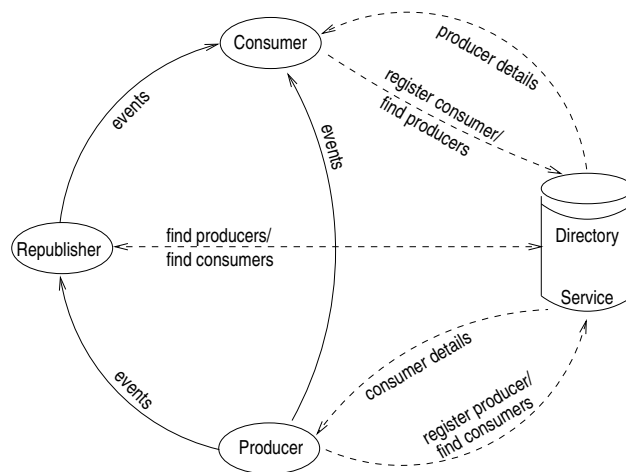 Consumer
producer details
register consumer/
find producers
events
events
Directory
Service
find producers/
find consumers
Republisher
consumer details
events
register producer/
find consumers
Producer